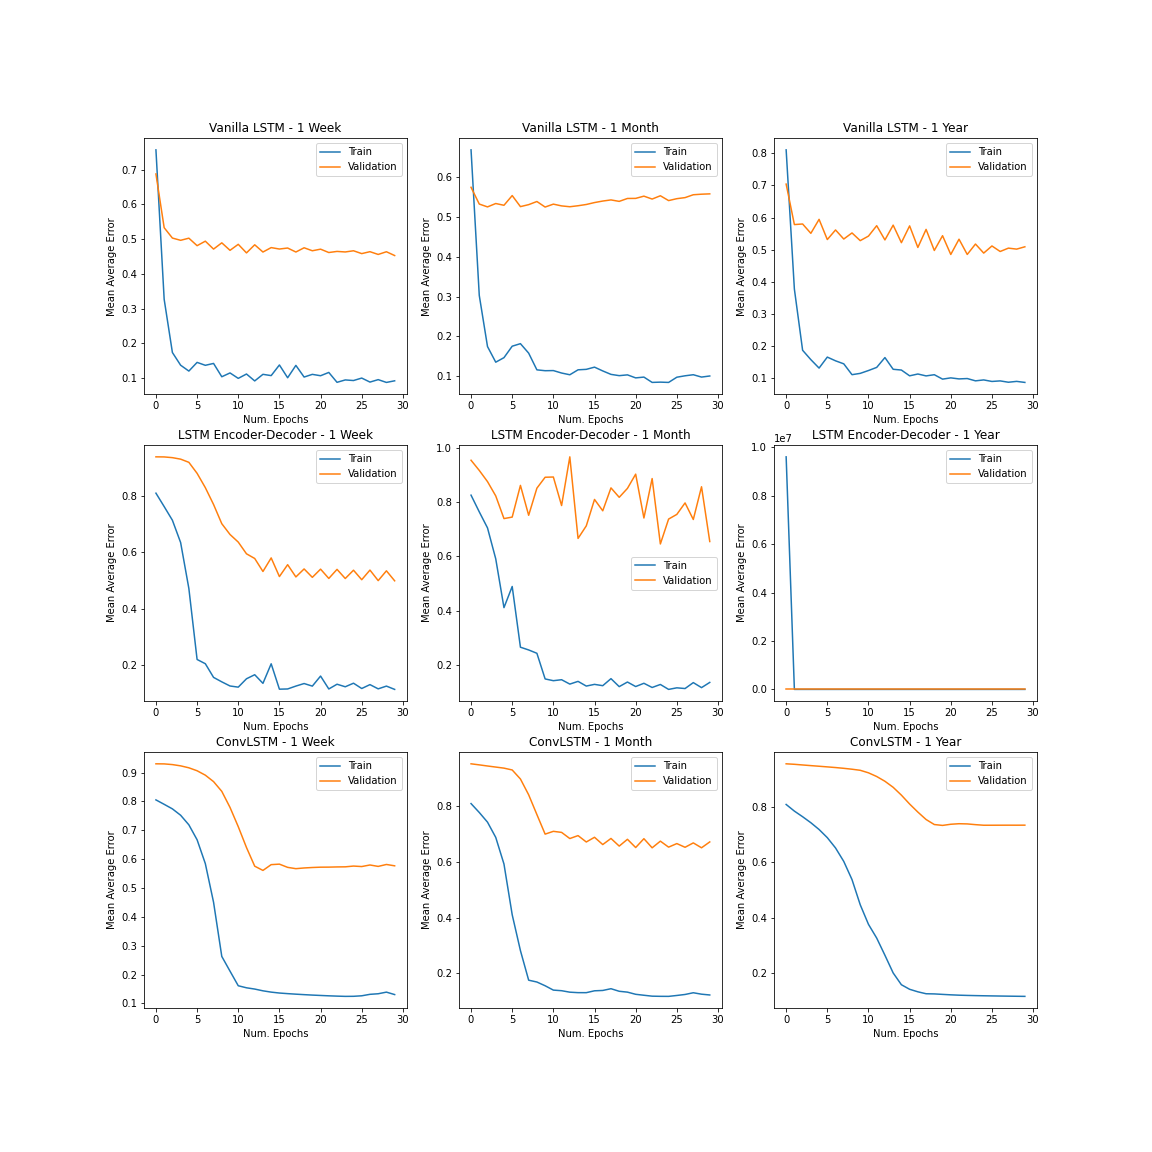 Vanilla LSTM - 1 Week
Mean Average Error
0.7
0.6
0.5
0.4
0.3
0.2
0.1
Train
Validation
0 5 10 15 20 25 30
Num. Epochs
Vanilla LSTM - 1 Month
Mean Average Error
0.6
0.5
0.4
0.3
0.2
0.1
Train
Validation
0 5 10 15 20 25 30
Num. Epochs
Vanilla LSTM - 1 Year
Mean Average Error
0.8
0.7
0.6
0.5
0.4
0.3
0.2
0.1
Train
Validation
0 5 10 15 20 25 30
Num. Epochs
LSTM Encoder-Decoder - 1 Week
Mean Average Error
0.8
0.6
0.4
0.2
Train
Validation
0 5 10 15 20 25 30
Num. Epochs
LSTM Encoder-Decoder - 1 Month
Mean Average Error
1.0
0.8
0.6
0.4
0.2
Train
Validation
0 5 10 15 20 25 30
Num. Epochs
LSTM Encoder-Decoder - 1 Year
1e7
Mean Average Error
1.0
0.8
0.6
0.4
0.2
0.0
Train
Validation
0 5 10 15 20 25 30
Num. Epochs
ConvLSTM - 1 Week
Mean Average Error
0.9
0.8
0.7
0.6
0.5
0.4
0.3
0.2
0.1
Train
Validation
0 5 10 15 20 25 30
Num. Epochs
ConvLSTM - 1 Month
Mean Average Error
0.8
0.6
0.4
0.2
Train
Validation
0 5 10 15 20 25 30
Num. Epochs
ConvLSTM - 1 Year
Mean Average Error
0.8
0.6
0.4
0.2
Train
Validation
0 5 10 15 20 25 30
Num. Epochs